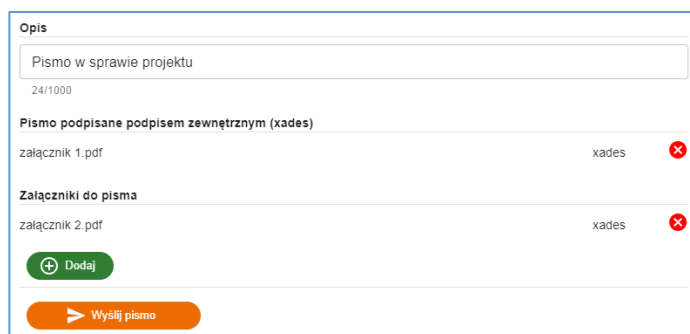 Opis
Pismo w sprawie projektu
24/1000
Pismo podpisane podpisem zewnętrznym (xades)
załącznik 1.pdf xades
Załączniki do pisma
załącznik 2.pdf xades
Dodaj
Wyślij pismo